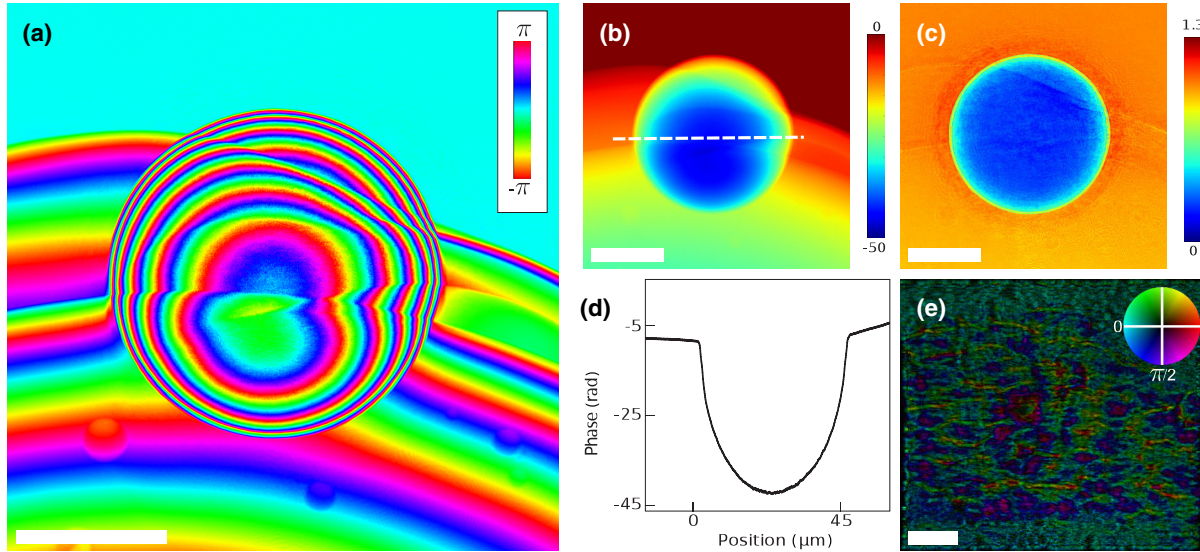 (a)
π
-π
(b)
0
-50
(c)
1.3
0
(d)
-5
-25
-45
Phase (rad)
0
45
Position (μm)
(e)
0
π/2